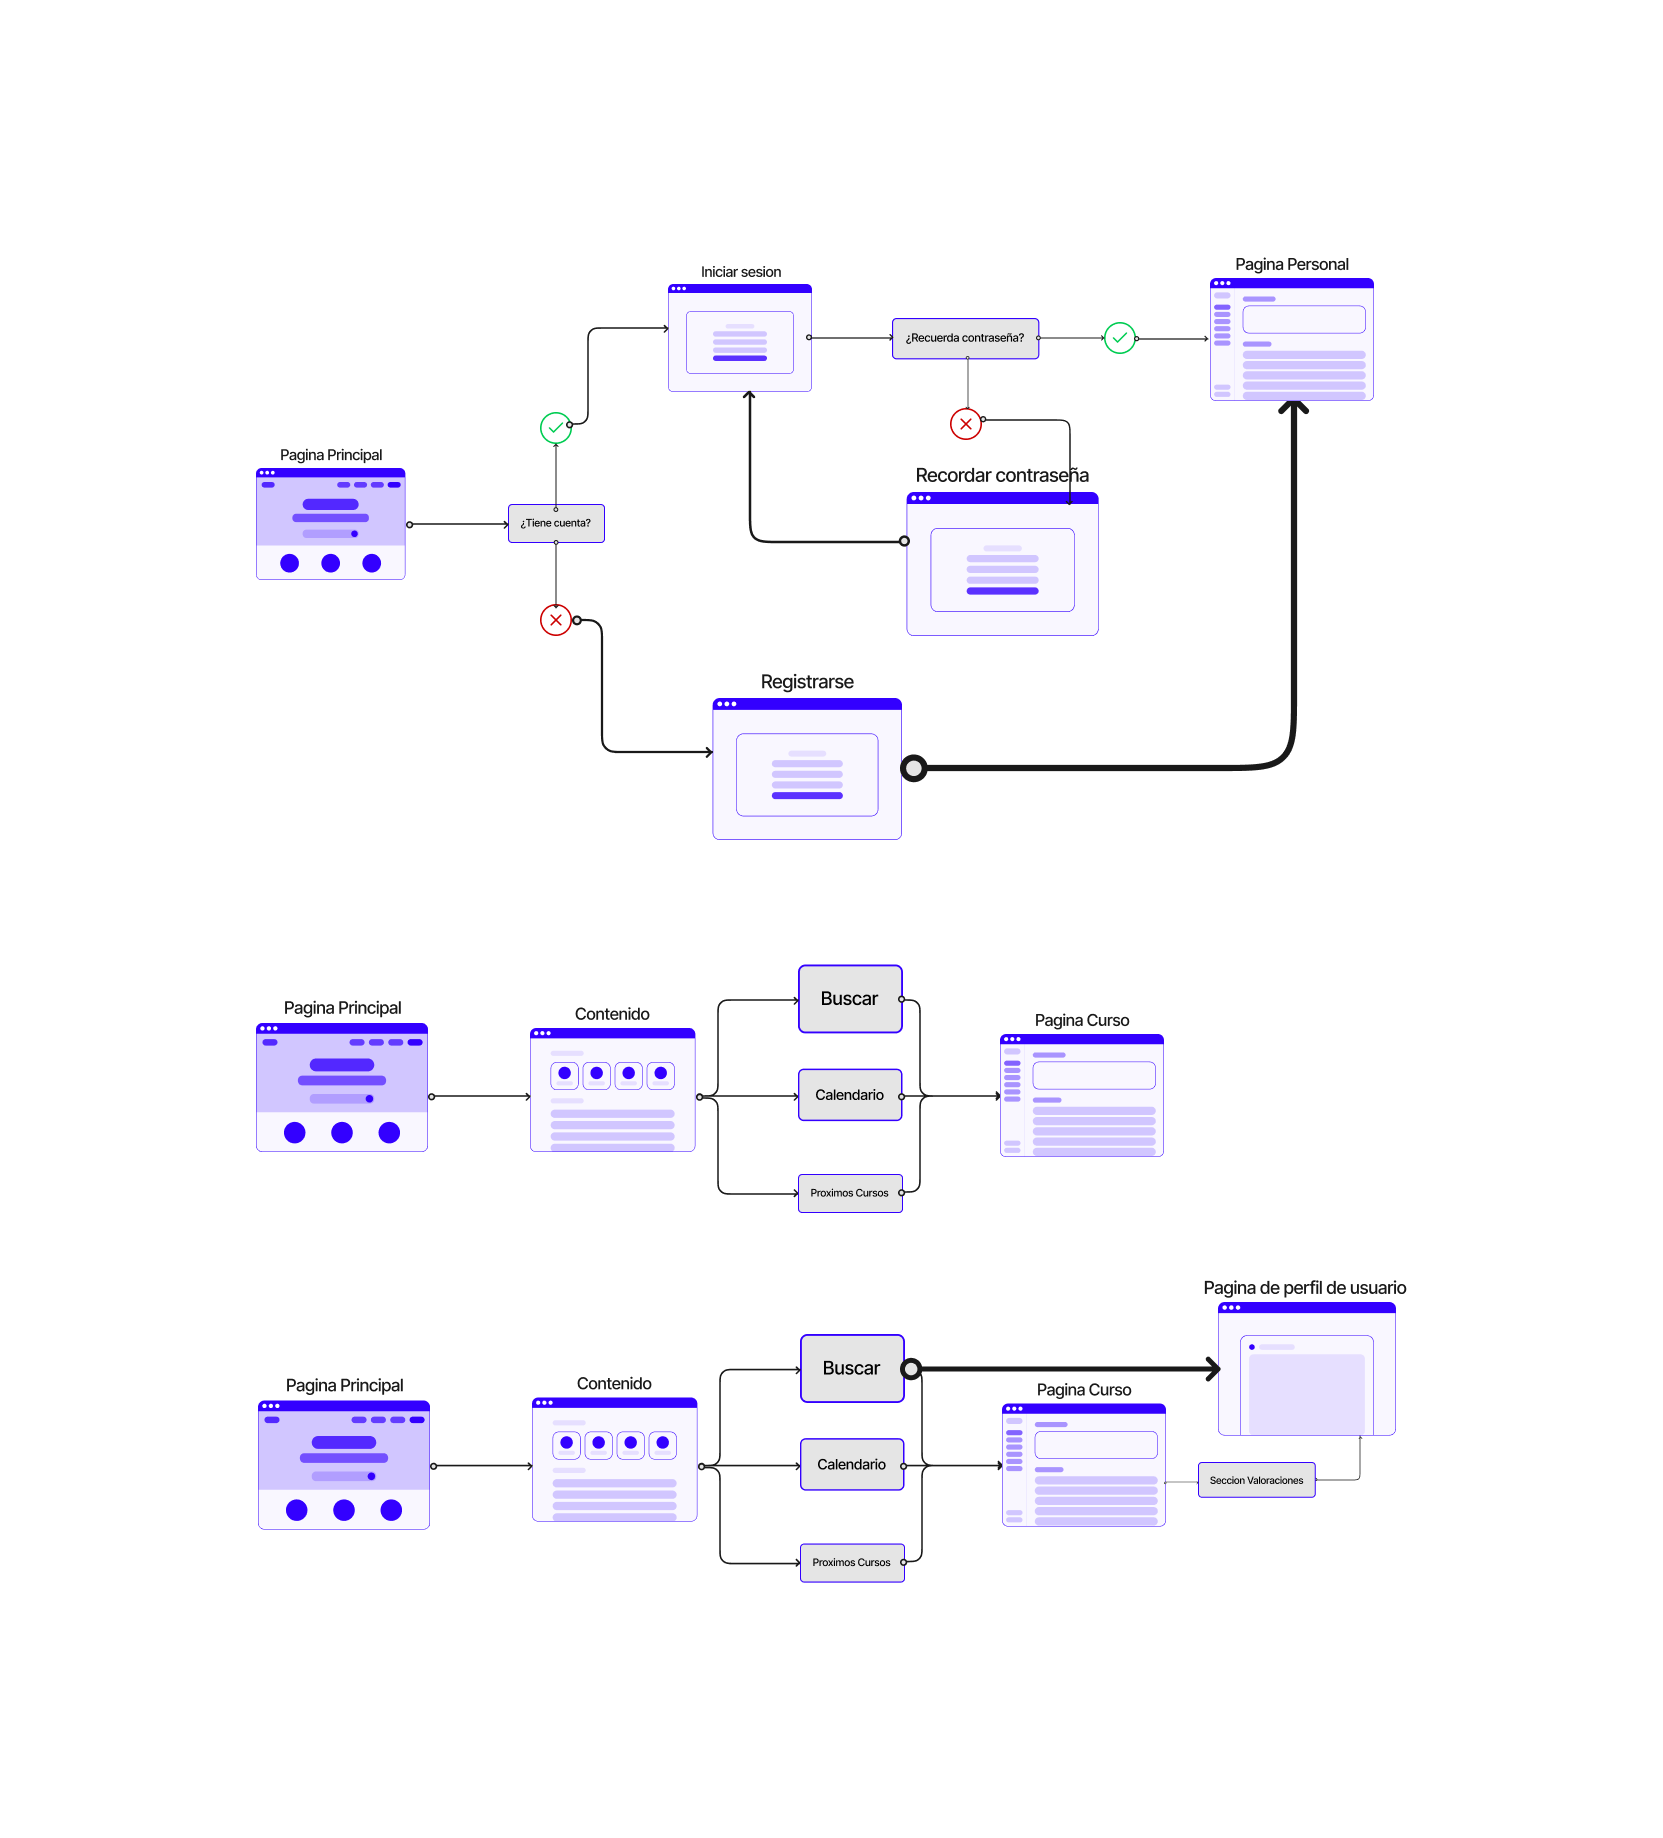 Iniciar sesion
Pagina Personal
¿Recuerda contraseña?
Pagina Principal
Recordar contraseña
¿Tiene cuenta?
Registrarse
Buscar
Pagina Principal
Contenido
Pagina Curso
Calendario
Proximos Cursos
Pagina de perfil de usuario
Buscar
Pagina Principal
Contenido
Pagina Curso
Calendario
Seccion Valoraciones
Proximos Cursos